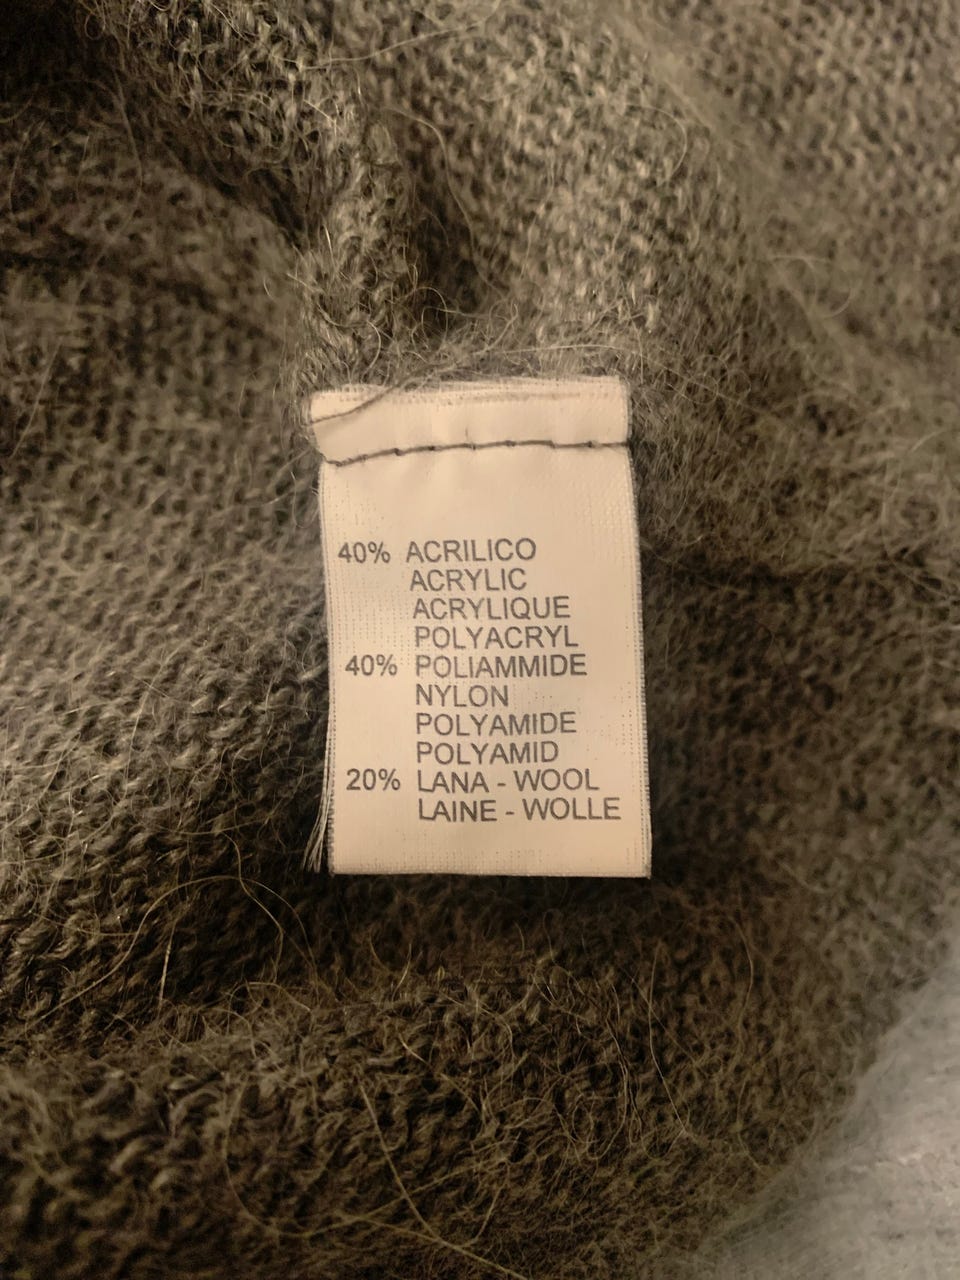 40% ACRILICO
ACRYLIC
ACRYLIQUE
POLYACRYL
40% POLIAMMIDE
NYLON
POLYAMIDE
POLYAMID
20% LANA - WOOL
LAINE - WOLLE